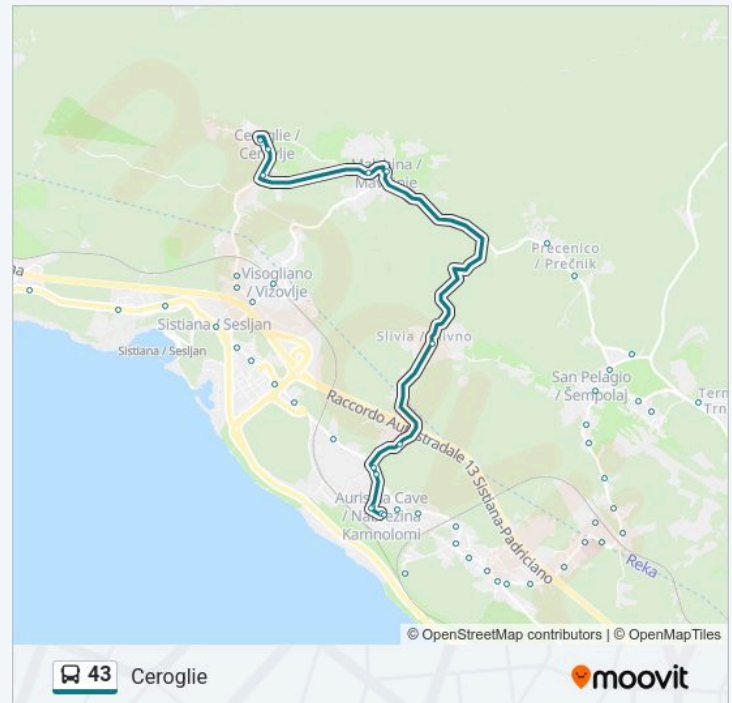 Ceroglie /
Cerovlje
Mavhinje
Precenico
/ Prečnik
Visogliano
/ Vižovlje
Sistiana / Sesljan
Sistiana / Sesljan
Slivia / Slivno
San Pelagio
/ Šempolaj
Raccordo Autostradale 13 Sistiana-Padriciano
Aurisina Cave
/ Nabrežina
Kamnolomi
Reka
© OpenStreetMap contributors | © OpenMapTiles
43 Ceroglie
moovit